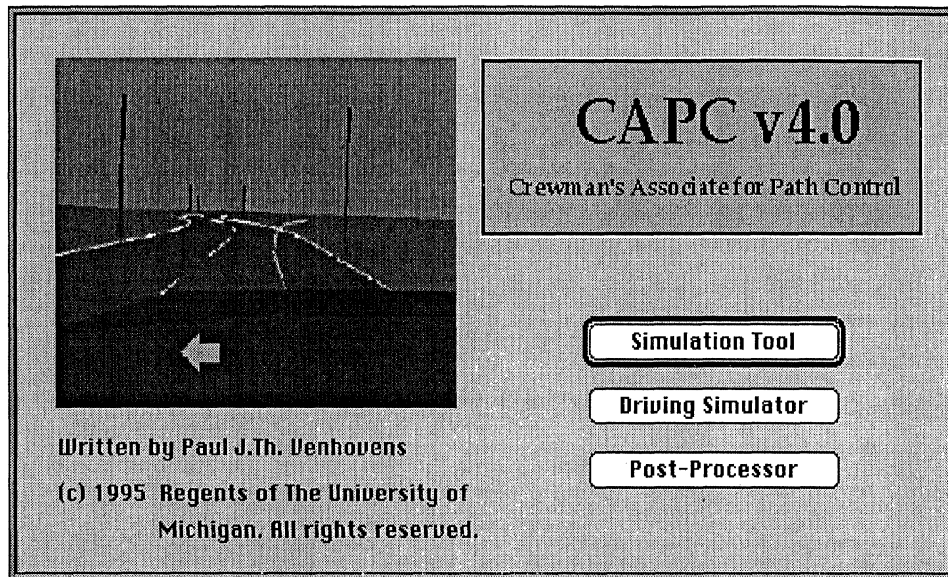 CAPC v4.0
Crewman's Associate for Path Control
Simulation Tool
Driving Simulator
Post-Processor
Written by Paul J.Th. Venhovens
(c) 1995 Regents of The University of
Michigan. All rights reserved.